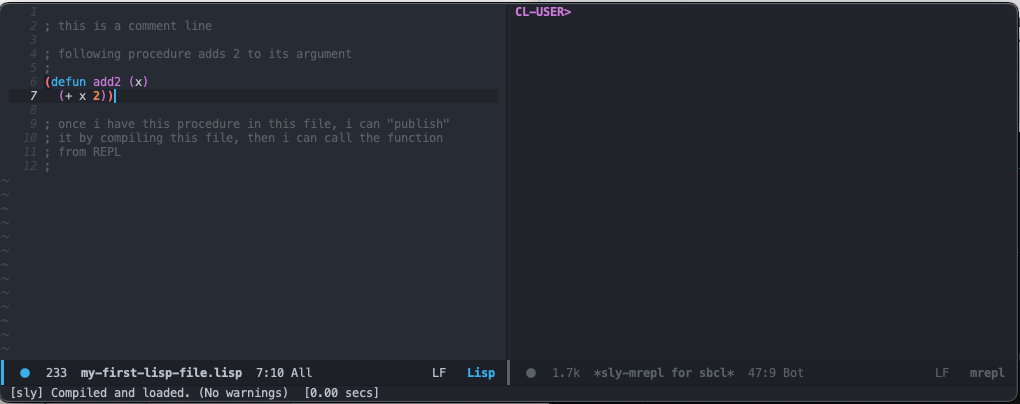 1
2 ; this is a comment line
3
4 ; following procedure adds 2 to its argument
5 ;
6 (defun add2 (x)
7   (+ x 2))
8
9 ; once i have this procedure in this file, i can "publish"
10 ; it by compiling this file, then i can call the function
11 ; from REPL
12 ;
~
~
~
~
~
~
~
~
~
~
~
~
~
CL-USER>
233 my-first-lisp-file.lisp 7:10 All LF Lisp
1.7k *sly-mrepl for sbcl* 47:9 Bot LF mrepl
[sly] Compiled and loaded. (No warnings) [0.00 secs]